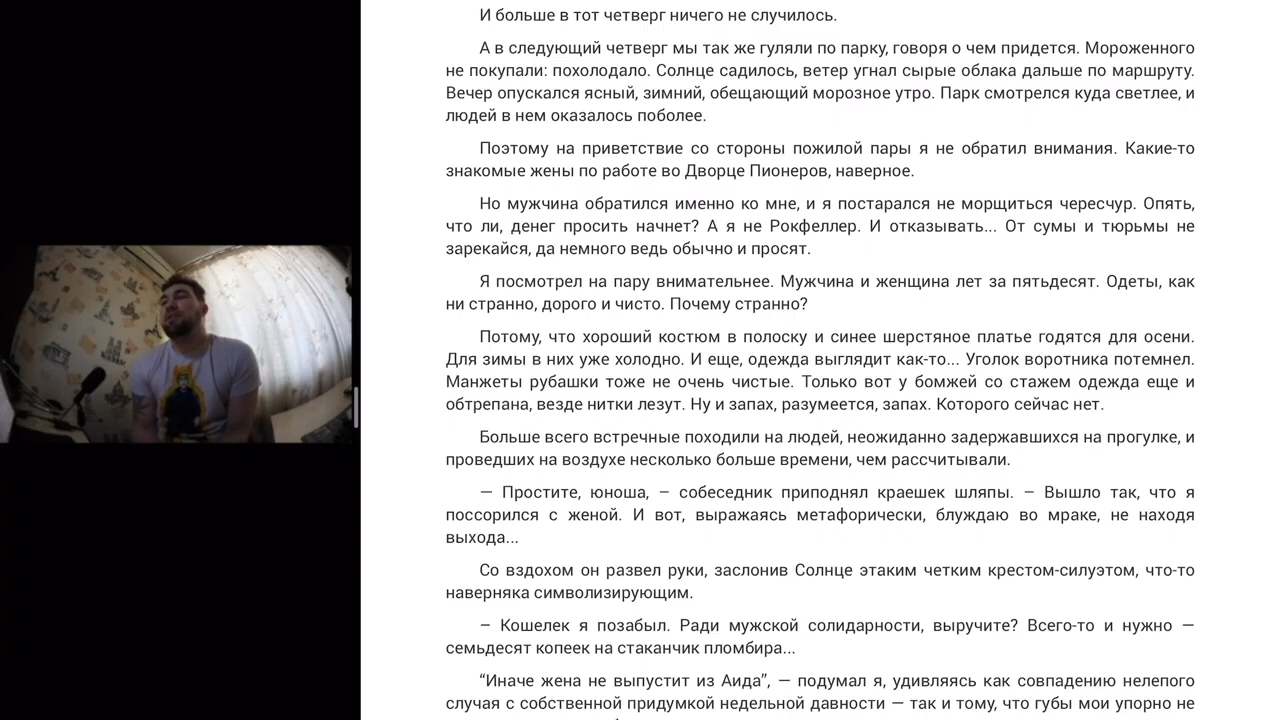 И больше в тот четверг ничего не случилось.
А в следующий четверг мы так же гуляли по парку, говоря о чем придется. Мороженного
не покупали: похолодало. Солнце садилось, ветер угнал сырые облака дальше по маршруту.
Вечер опускался ясный, зимний, обещающий морозное утро. Парк смотрелся куда светлее, и
людей в нем оказалось поболее.
Поэтому на приветствие со стороны пожилой пары я не обратил внимания. Какие-то
знакомые жены по работе во Дворце Пионеров, наверное.
Но мужчина обратился именно ко мне, и я постарался не морщиться чересчур. Опять,
что ли, денег просить начнет? А я не Рокфеллер. И отказывать... От сумы и тюрьмы не
зарекайся, да немного ведь обычно и просят.
Я посмотрел на пару внимательнее. Мужчина и женщина лет за пятьдесят. Одеты, как
ни странно, дорого и чисто. Почему странно?
Потому, что хороший костюм в полоску и синее шерстяное платье годятся для осени.
Для зимы в них уже холодно. И еще, одежда выглядит как-то... Уголок воротника потемнел.
Манжеты рубашки тоже не очень чистые. Только вот у бомжей со стажем одежда еще и
обтрепана, везде нитки лезут. Ну и запах, разумеется, запах. Которого сейчас нет.
Больше всего встречные походили на людей, неожиданно задержавшихся на прогулке, и
проведших на воздухе несколько больше времени, чем рассчитывали.
— Простите, юноша, – собеседник приподнял краешек шляпы. – Вышло так, что я
поссорился с женой. И вот, выражаясь метафорически, блуждаю во мраке, не находя
выхода...
Со вздохом он развел руки, заслонив Солнце этаким четким крестом-силуэтом, что-то
наверняка символизирующим.
– Кошелек я позабыл. Ради мужской солидарности, выручите? Всего-то и нужно —
семьдесят копеек на стаканчик пломбира...
“Иначе жена не выпустит из Аида”, — подумал я, удивляясь как совпадению нелепого
случая с собственной придумкой недельной давности — так и тому, что губы мои упорно не